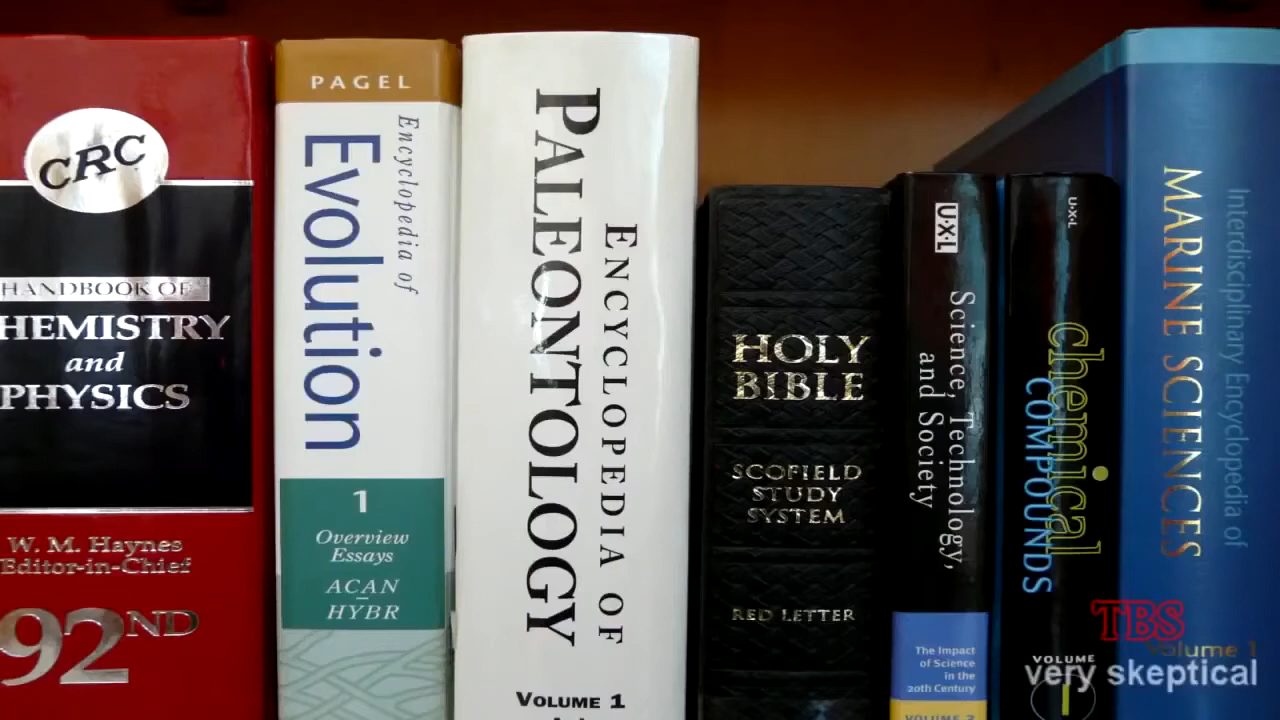 CRC
HANDBOOK OF
HEMISTRY
and
PHYSICS
W. M. Haynes
Editor-in-Chief
92ND
PAGEL
Encyclopedia of
Evolution
1
Overview
Essays
ACAN
–
HYBR
ENCYCLOPEDIA OF
PALEONTOLOGY
VOLUME 1
HOLY
BIBLE
SCOFIELD
STUDY
SYSTEM
RED LETTER
U·X·L
Science, Technology,
and Society
The Impact
of Science
in the
20th Century
VOLUME 2
U·X·L
chemical
COMPOUNDS
VOLUME
1
Interdisciplinary Encyclopedia of
MARINE SCIENCES
Volume 1
TBS
very skeptical